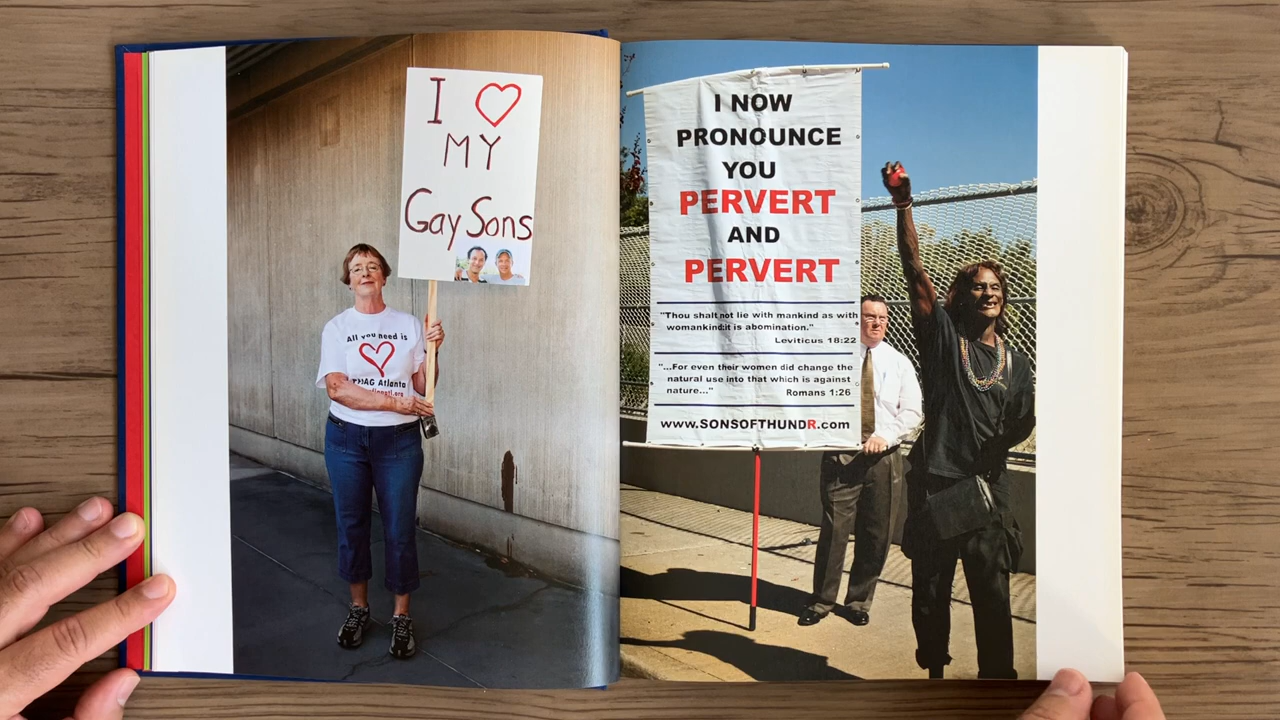 I ♡
MY
Gay Sons
All you need is
PFLAG Atlanta
I NOW
PRONOUNCE
YOU
PERVERT
AND
PERVERT
"Thou shalt not lie with mankind as with
womankind:it is abomination."
Leviticus 18:22
"...For even their women did change the
natural use into that which is against
nature..."
Romans 1:26
www.SONSOFTHUNDR.com